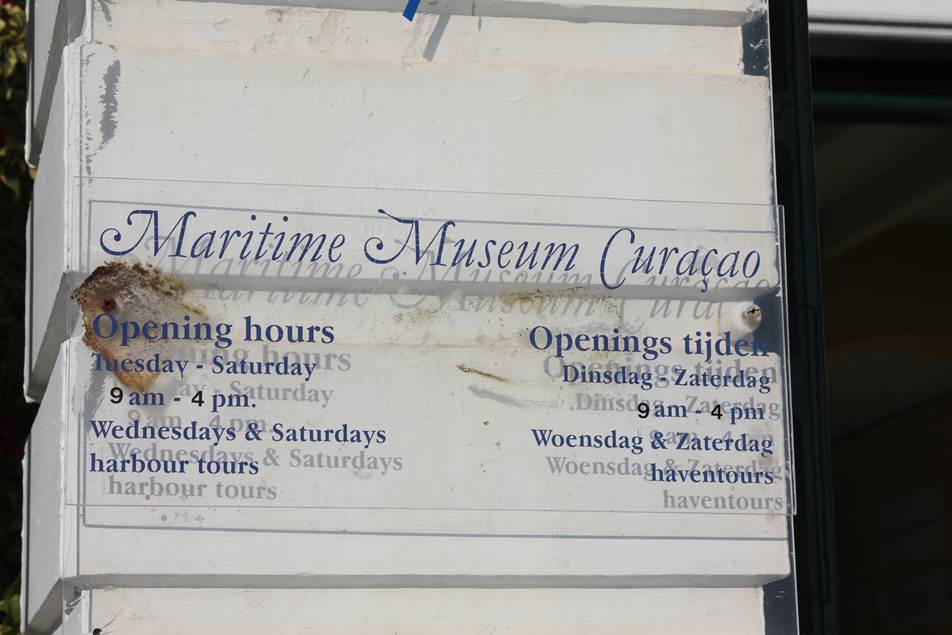 Maritime Museum Curaçao
Opening hours
Tuesday - Saturday
9 am - 4 pm.
Wednesdays & Saturdays
harbour tours
Openings tijden
Dinsdag - Zaterdag
9 am - 4 pm
Woensdag & Zaterdag
haventours